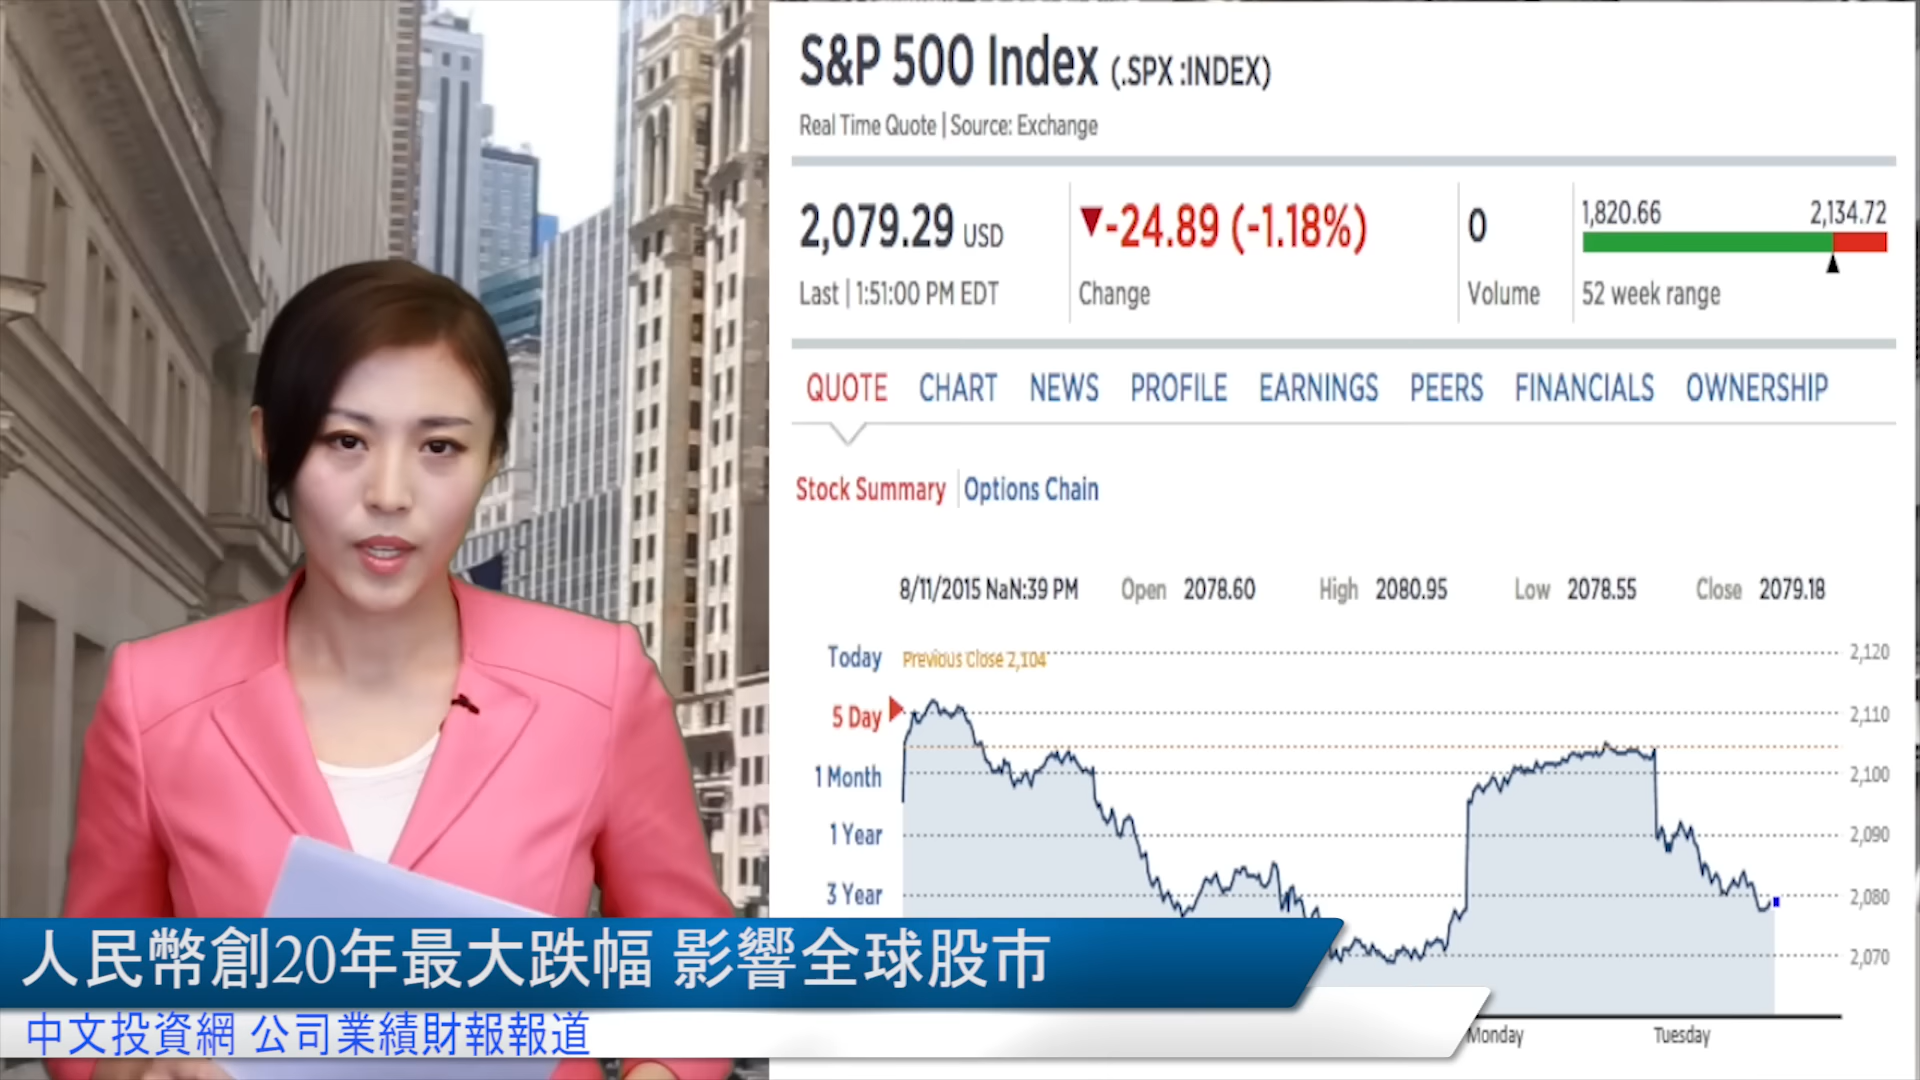 S&P 500 Index (.SPX :INDEX)
Real Time Quote | Source: Exchange
2,079.29 USD
Last | 1:51:00 PM EDT
▼-24.89 (-1.18%)
Change
0
Volume
1,820.66 2,134.72
52 week range
QUOTE CHART NEWS PROFILE EARNINGS PEERS FINANCIALS OWNERSHIP
Stock Summary | Options Chain
8/11/2015 NaN:39 PM Open 2078.60 High 2080.95 Low 2078.55 Close 2079.18
Today
5 Day
1 Month
1 Year
3 Year
Previous Close 2,104
2,120
2,110
2,100
2,090
2,080
2,070
Monday Tuesday
人民幣創20年最大跌幅 影響全球股市
中文投資網 公司業績財報報道